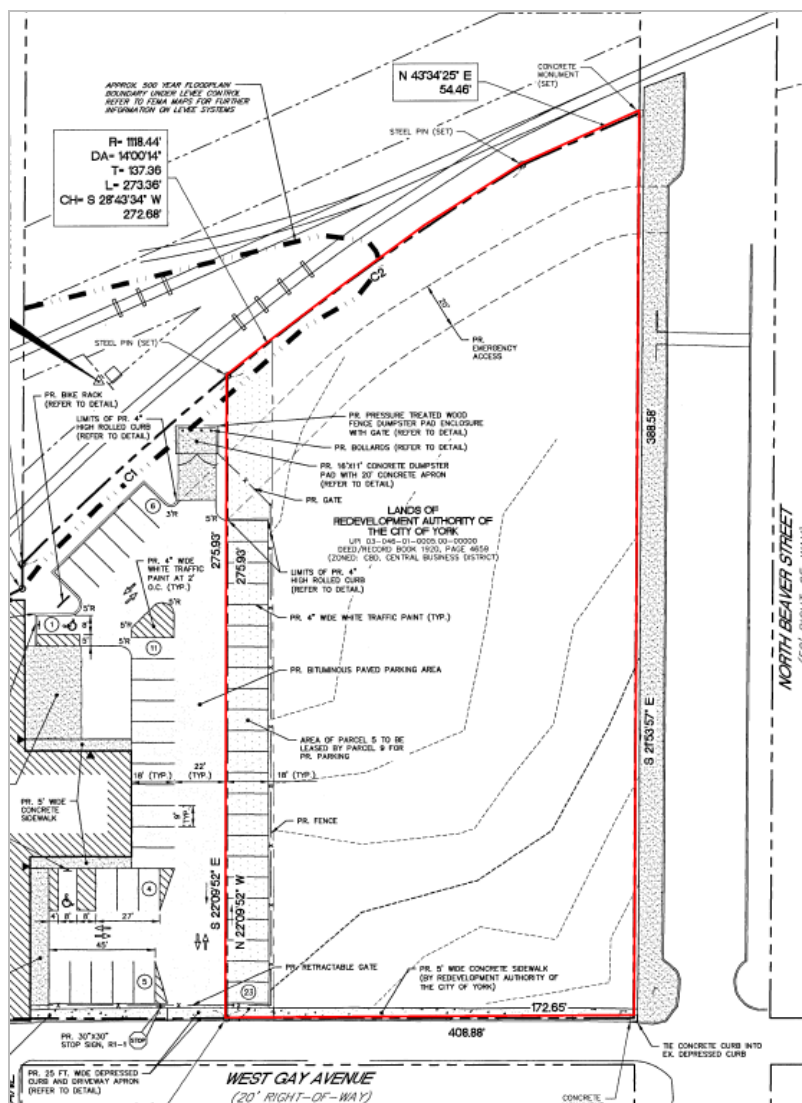 APPROX. 500 YEAR FLOODPLAIN
BOUNDARY UNDER LEVEE CONTROL
REFER TO FEMA MAPS FOR FURTHER
INFORMATION ON LEVEE SYSTEMS
N 43°34'25" E
54.46'
CONCRETE
MONUMENT
(SET)
STEEL PIN (SET)
R= 1118.44'
DA= 14°00'14"
T= 137.36
L= 273.36'
CH= S 28°43'34" W
272.68'
C2
25'
PR.
EMERGENCY
ACCESS
STEEL PIN (SET)
PR. BIKE RACK
(REFER TO DETAIL)
LIMITS OF PR. 4"
HIGH ROLLED CURB
(REFER TO DETAIL)
PR. PRESSURE TREATED WOOD
FENCE DUMPSTER PAD ENCLOSURE
WITH GATE (REFER TO DETAIL)
PR. BOLLARDS (REFER TO DETAIL)
PR. 16'X11' CONCRETE DUMPSTER
PAD WITH 20' CONCRETE APRON
(REFER TO DETAIL)
PR. GATE
388.58'
C1
6
3'R
5'R
LANDS OF
REDEVELOPMENT AUTHORITY OF
THE CITY OF YORK
UPI 03-046-01-0005.00-00000
DEED/RECORD BOOK 1920, PAGE 4659
(ZONED: CBD, CENTRAL BUSINESS DISTRICT)
275.93'
275.93'
LIMITS OF PR. 4"
HIGH ROLLED CURB
(REFER TO DETAIL)
PR. 4" WIDE
WHITE TRAFFIC
PAINT AT 2'
O.C. (TYP.)
PR. 4" WIDE WHITE TRAFFIC PAINT (TYP.)
5'R
5'R
1
8'
5'R
5'
5'R
11
PR. BITUMINOUS PAVED PARKING AREA
NORTH BEAVER STREET
S 21°53'57" E
AREA OF PARCEL 5 TO BE
LEASED BY PARCEL 9 FOR
PR. PARKING
22'
18' (TYP.)
(TYP.)
18' (TYP.)
PR. 5' WIDE
CONCRETE
SIDEWALK
9'
TYP.
PR. FENCE
S 22°09'52" E
N 22°09'52" W
4
4'
8'
8'
27'
45'
5
PR. RETRACTABLE GATE
23
PR. 5' WIDE CONCRETE SIDEWALK
(BY REDEVELOPMENT AUTHORITY OF
THE CITY OF YORK)
172.65'
408.88'
PR. 30"X30"
STOP SIGN, R1-1
STOP
TIE CONCRETE CURB INTO
EX. DEPRESSED CURB
PR. 25 FT. WIDE DEPRESSED
CURB AND DRIVEWAY APRON
(REFER TO DETAIL)
WEST GAY AVENUE
(20' RIGHT-OF-WAY)
CONCRETE